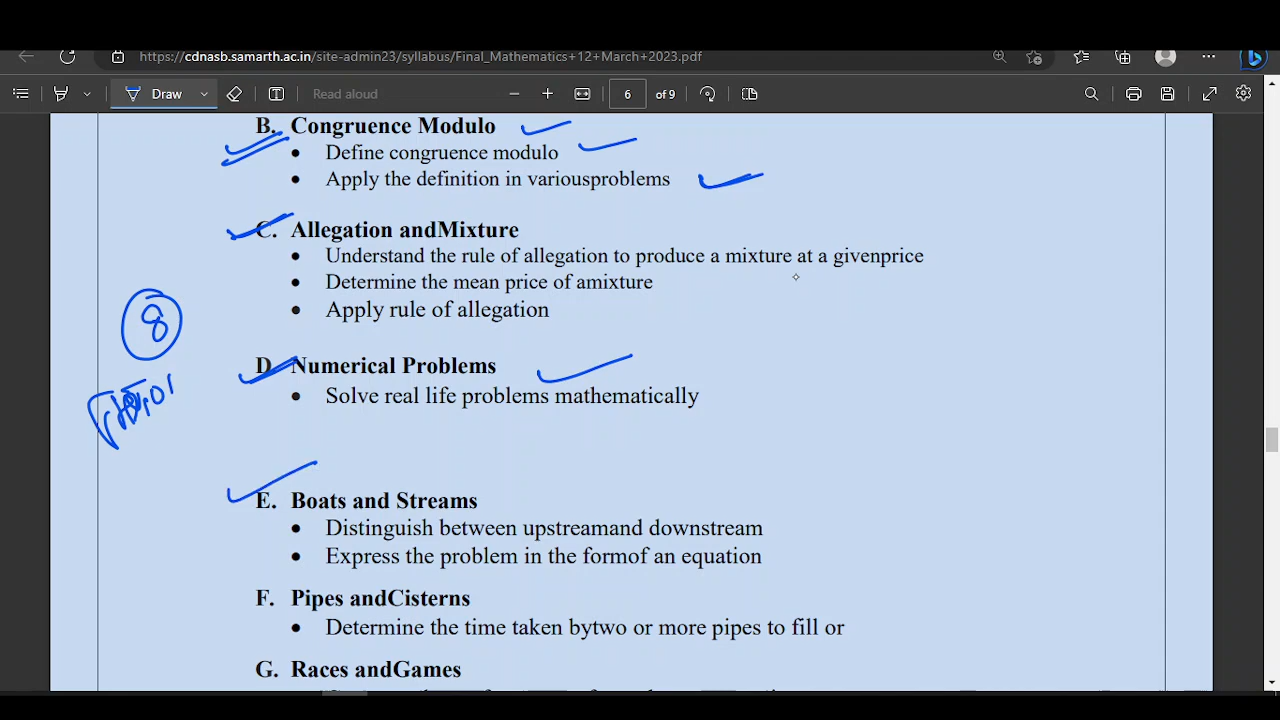 https://cdnasb.samarth.ac.in/site-admin23/syllabus/Final_Mathematics+12+March+2023.pdf
Draw
Read aloud
6 of 9
B. Congruence Modulo
• Define congruence modulo
• Apply the definition in variousproblems
C. Allegation andMixture
• Understand the rule of allegation to produce a mixture at a givenprice
• Determine the mean price of amixture
• Apply rule of allegation
8
D. Numerical Problems
• Solve real life problems mathematically
E. Boats and Streams
• Distinguish between upstreamand downstream
• Express the problem in the formof an equation
F. Pipes andCisterns
• Determine the time taken bytwo or more pipes to fill or
G. Races andGames